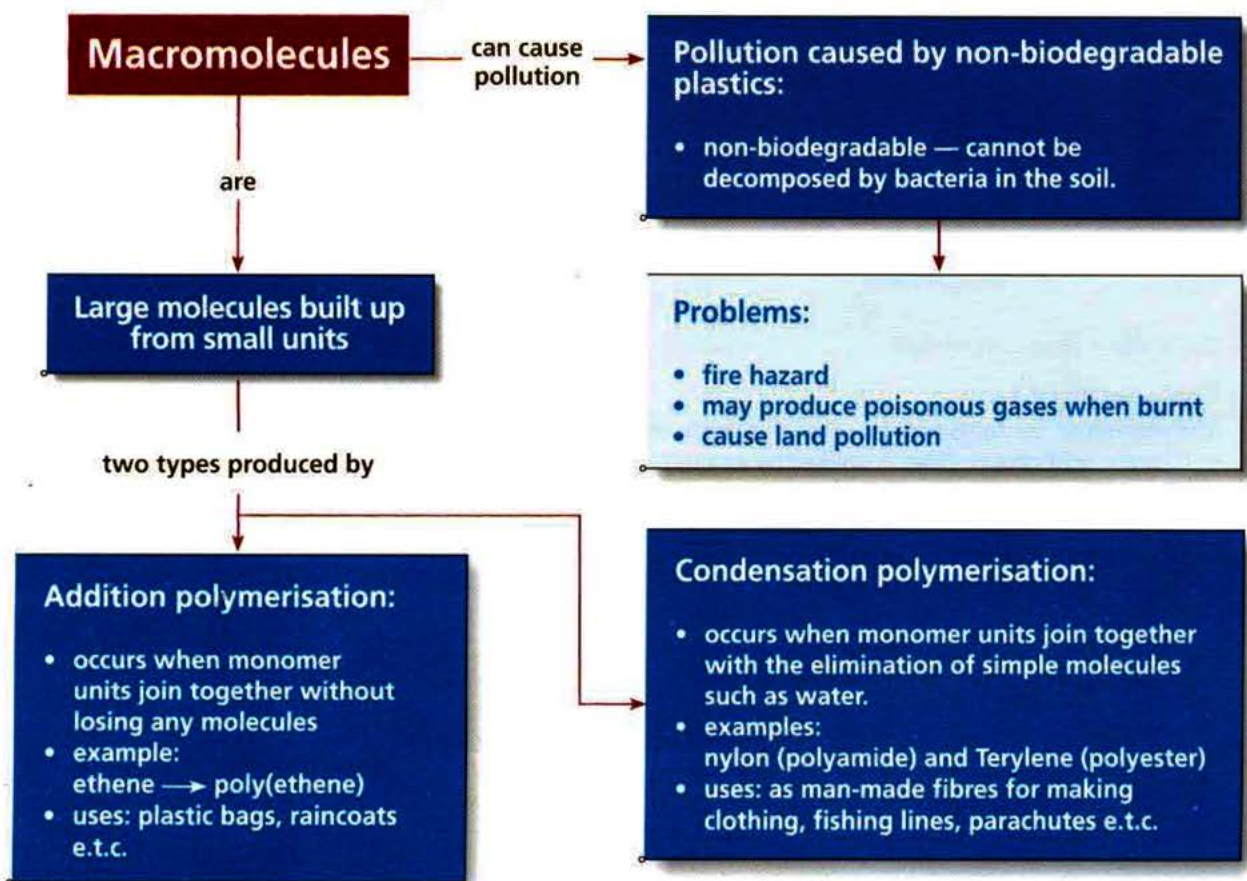 Macromolecules
can cause
pollution
Pollution caused by non-biodegradable
plastics:
• non-biodegradable — cannot be
decomposed by bacteria in the soil.
are
Large molecules built up
from small units
Problems:
• fire hazard
• may produce poisonous gases when burnt
• cause land pollution
two types produced by
Addition polymerisation:
• occurs when monomer
units join together without
losing any molecules
• example:
ethene ⟶ poly(ethene)
• uses: plastic bags, raincoats
e.t.c.
Condensation polymerisation:
• occurs when monomer units join together
with the elimination of simple molecules
such as water.
• examples:
nylon (polyamide) and Terylene (polyester)
• uses: as man-made fibres for making
clothing, fishing lines, parachutes e.t.c.